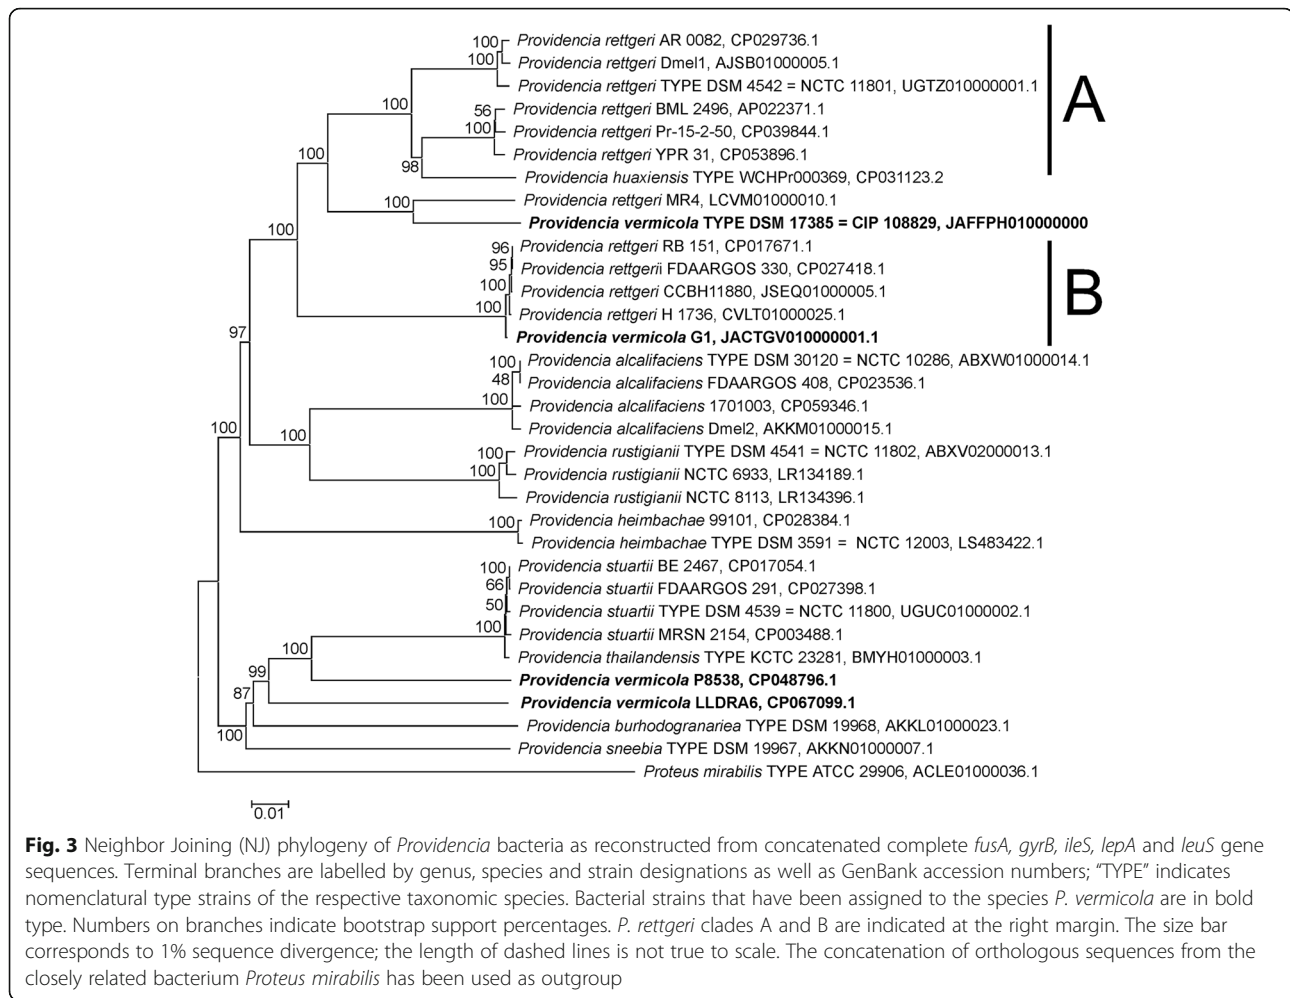 100 Providencia rettgeri AR 0082, CP029736.1
100 Providencia rettgeri Dmel1, AJSB01000005.1
Providencia rettgeri TYPE DSM 4542 = NCTC 11801, UGTZ010000001.1
A
100
56 Providencia rettgeri BML 2496, AP022371.1
100 Providencia rettgeri Pr-15-2-50, CP039844.1
Providencia rettgeri YPR 31, CP053896.1
100
98
Providencia huaxiensis TYPE WCHPr000369, CP031123.2
100 Providencia rettgeri MR4, LCVM01000010.1
Providencia vermicola TYPE DSM 17385 = CIP 108829, JAFFPH010000000
100
96 Providencia rettgeri RB 151, CP017671.1
95 Providencia rettgerii FDAARGOS 330, CP027418.1
100 Providencia rettgeri CCBH11880, JSEQ01000005.1
B
100 Providencia rettgeri H 1736, CVLT01000025.1
97
Providencia vermicola G1, JACTGV010000001.1
100 Providencia alcalifaciens TYPE DSM 30120 = NCTC 10286, ABXW01000014.1
48 Providencia alcalifaciens FDAARGOS 408, CP023536.1
100 Providencia alcalifaciens 1701003, CP059346.1
Providencia alcalifaciens Dmel2, AKKM01000015.1
100
100
100 Providencia rustigianii TYPE DSM 4541 = NCTC 11802, ABXV02000013.1
100 Providencia rustigianii NCTC 6933, LR134189.1
Providencia rustigianii NCTC 8113, LR134396.1
100 Providencia heimbachae 99101, CP028384.1
Providencia heimbachae TYPE DSM 3591 = NCTC 12003, LS483422.1
100 Providencia stuartii BE 2467, CP017054.1
66 Providencia stuartii FDAARGOS 291, CP027398.1
50 Providencia stuartii TYPE DSM 4539 = NCTC 11800, UGUC01000002.1
100 Providencia stuartii MRSN 2154, CP003488.1
100
Providencia thailandensis TYPE KCTC 23281, BMYH01000003.1
99
Providencia vermicola P8538, CP048796.1
87
Providencia vermicola LLDRA6, CP067099.1
Providencia burhodogranariea TYPE DSM 19968, AKKL01000023.1
100
Providencia sneebia TYPE DSM 19967, AKKN01000007.1
Proteus mirabilis TYPE ATCC 29906, ACLE01000036.1
0.01
Fig. 3 Neighbor Joining (NJ) phylogeny of Providencia bacteria as reconstructed from concatenated complete fusA, gyrB, ileS, lepA and leuS gene
sequences. Terminal branches are labelled by genus, species and strain designations as well as GenBank accession numbers; “TYPE” indicates
nomenclatural type strains of the respective taxonomic species. Bacterial strains that have been assigned to the species P. vermicola are in bold
type. Numbers on branches indicate bootstrap support percentages. P. rettgeri clades A and B are indicated at the right margin. The size bar
corresponds to 1% sequence divergence; the length of dashed lines is not true to scale. The concatenation of orthologous sequences from the
closely related bacterium Proteus mirabilis has been used as outgroup